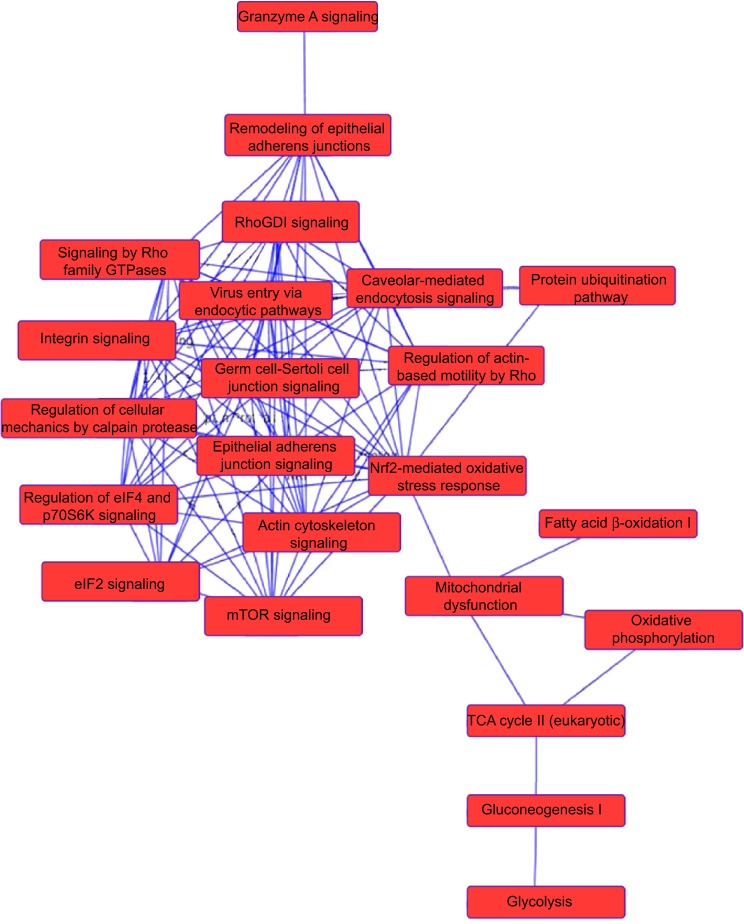 Granzyme A signaling
Remodeling of epithelial
adherens junctions
RhoGDI signaling
Signaling by Rho
family GTPases
Virus entry via
endocytic pathways
Caveolar-mediated
endocytosis signaling
Protein ubiquitination
pathway
Integrin signaling
Germ cell-Sertoli cell
junction signaling
Regulation of actin-
based motility by Rho
Regulation of cellular
mechanics by calpain protease
Epithelial adherens
junction signaling
Nrf2-mediated oxidative
stress response
Regulation of eIF4 and
p70S6K signaling
Actin cytoskeleton
signaling
Fatty acid β-oxidation I
eIF2 signaling
mTOR signaling
Mitochondrial
dysfunction
Oxidative
phosphorylation
TCA cycle II (eukaryotic)
Gluconeogenesis I
Glycolysis